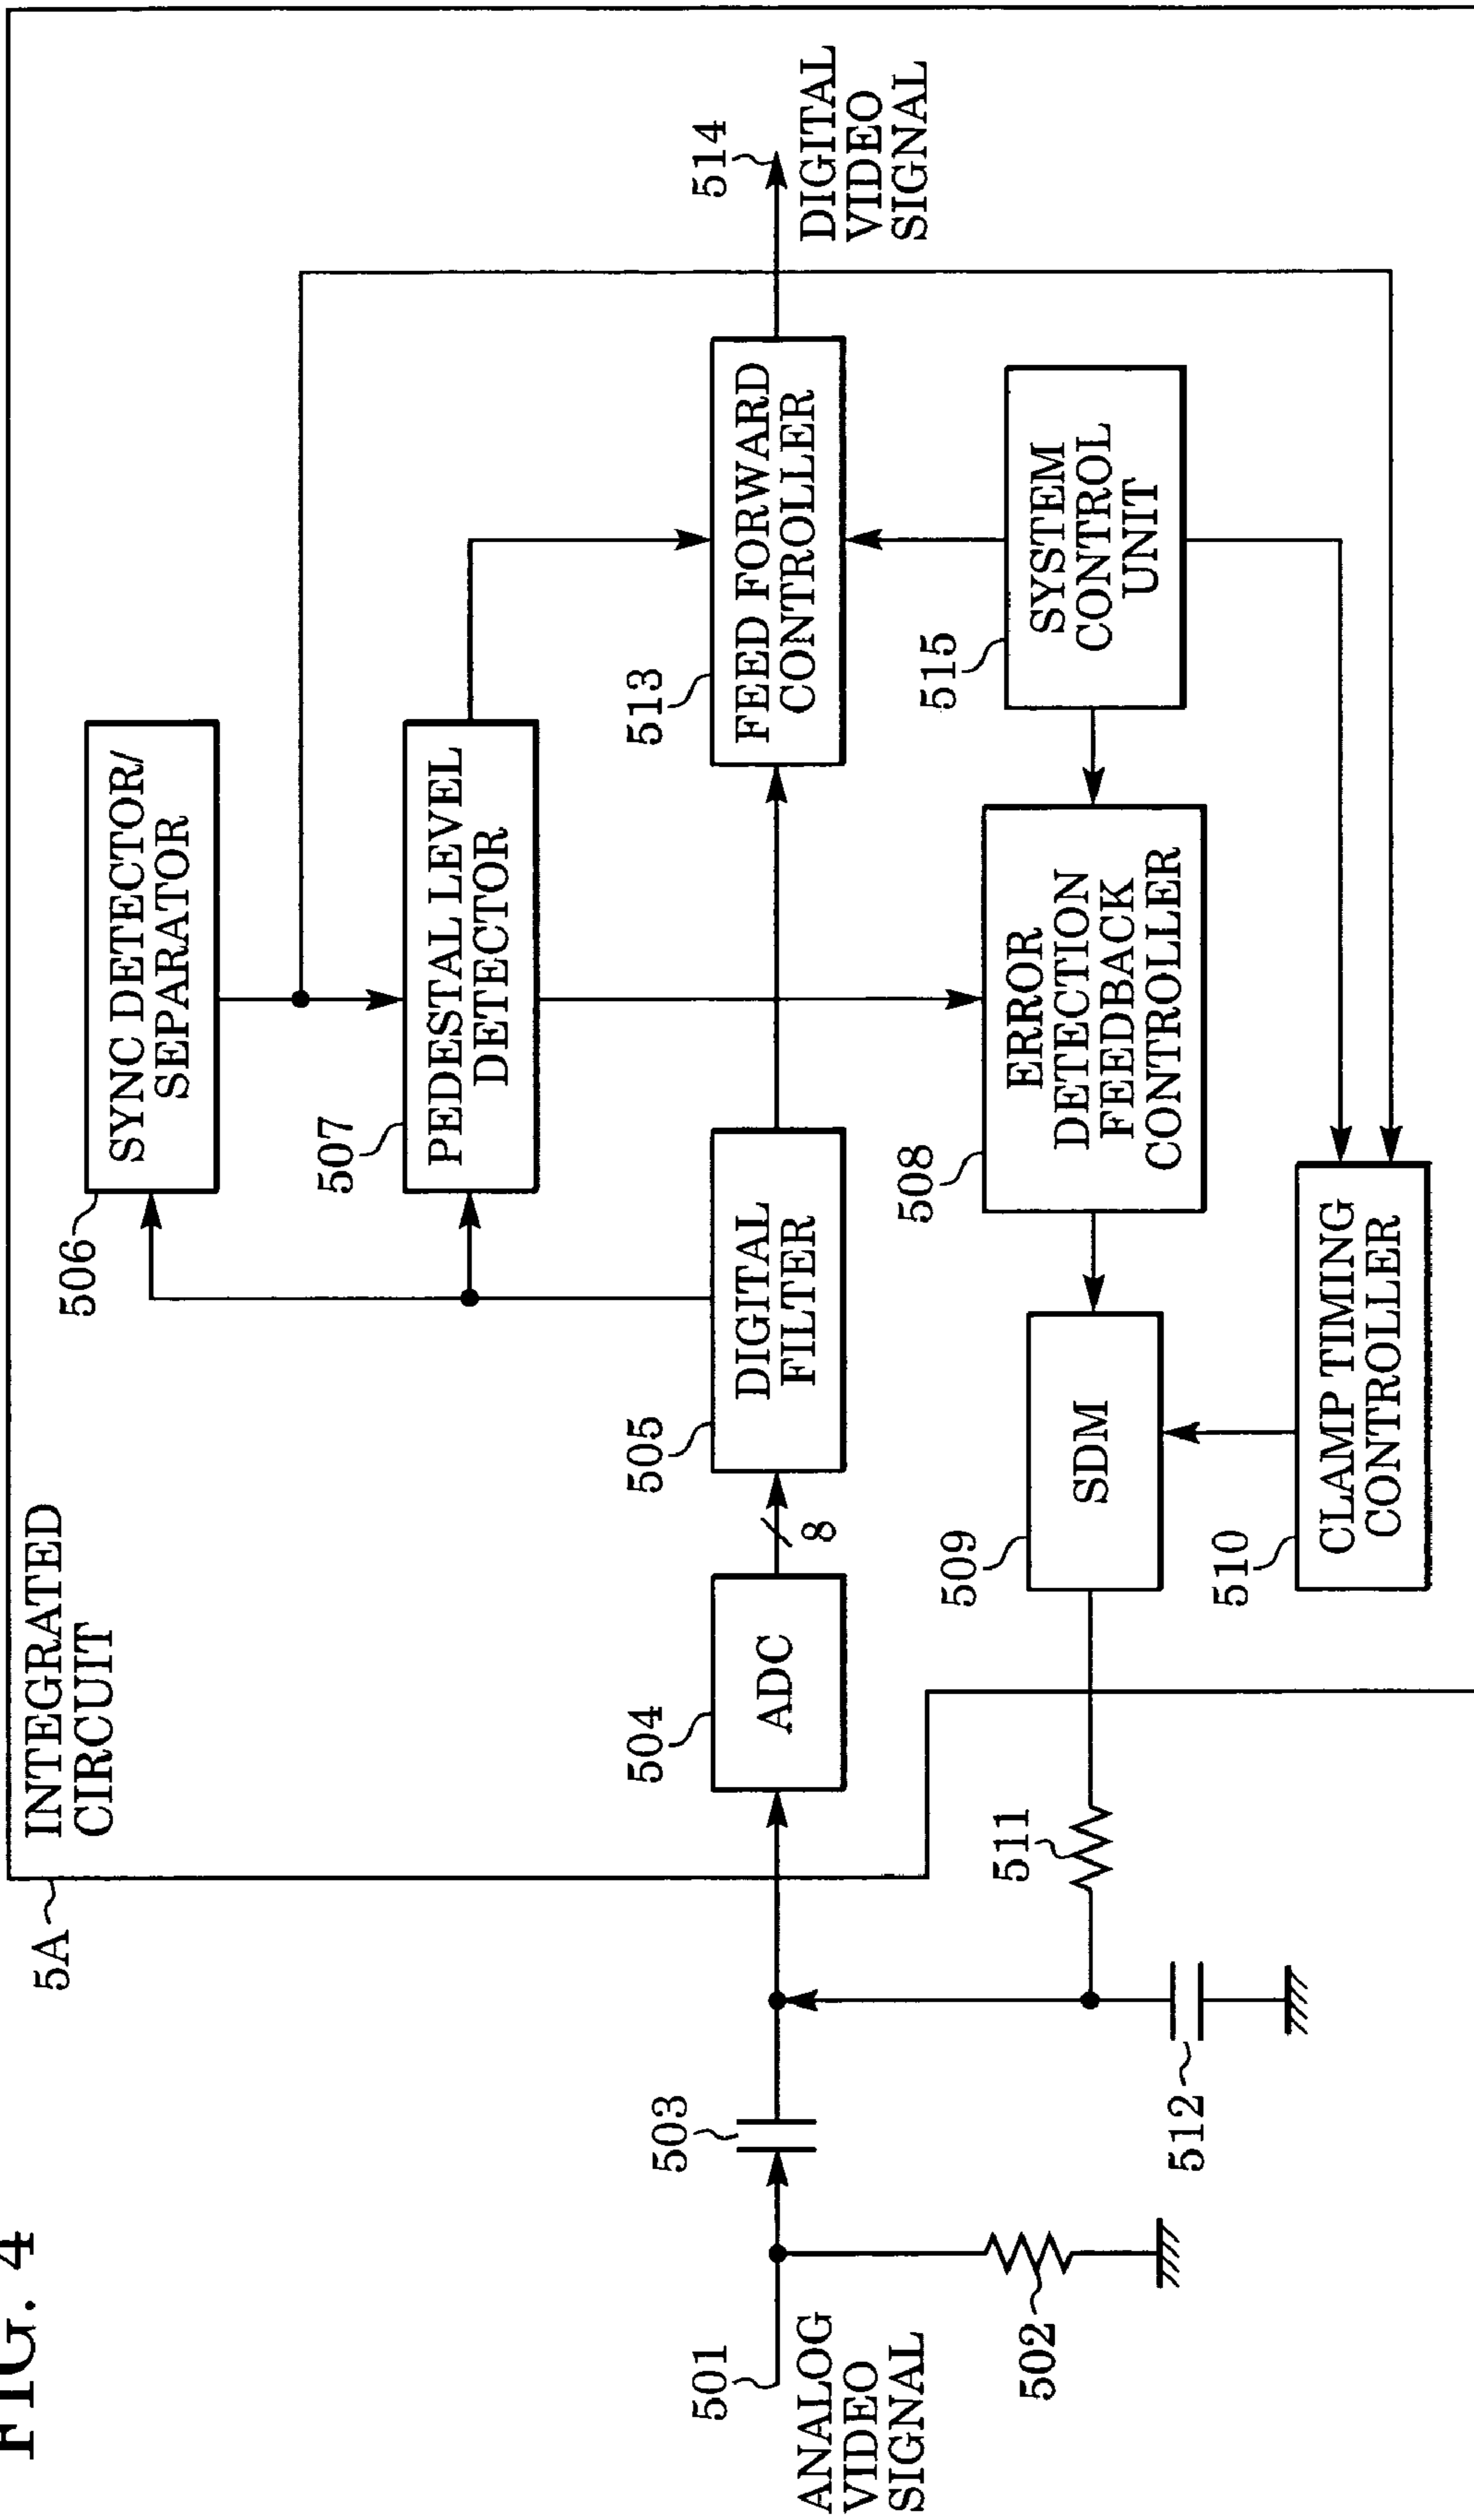 FIG. 4
5A
INTEGRATED
CIRCUIT
506
SYNC DETECTOR/
SEPARATOR
507
PEDESTAL LEVEL
DETECTOR
501
ANALOG
VIDEO
SIGNAL
502
503
504
ADC
8
505
DIGITAL
FILTER
513
FEED FORWARD
CONTROLLER
514
DIGITAL
VIDEO
SIGNAL
512
511
509
SDM
508
ERROR
DETECTION
FEEDBACK
CONTROLLER
515
SYSTEM
CONTROL
UNIT
510
CLAMP TIMING
CONTROLLER